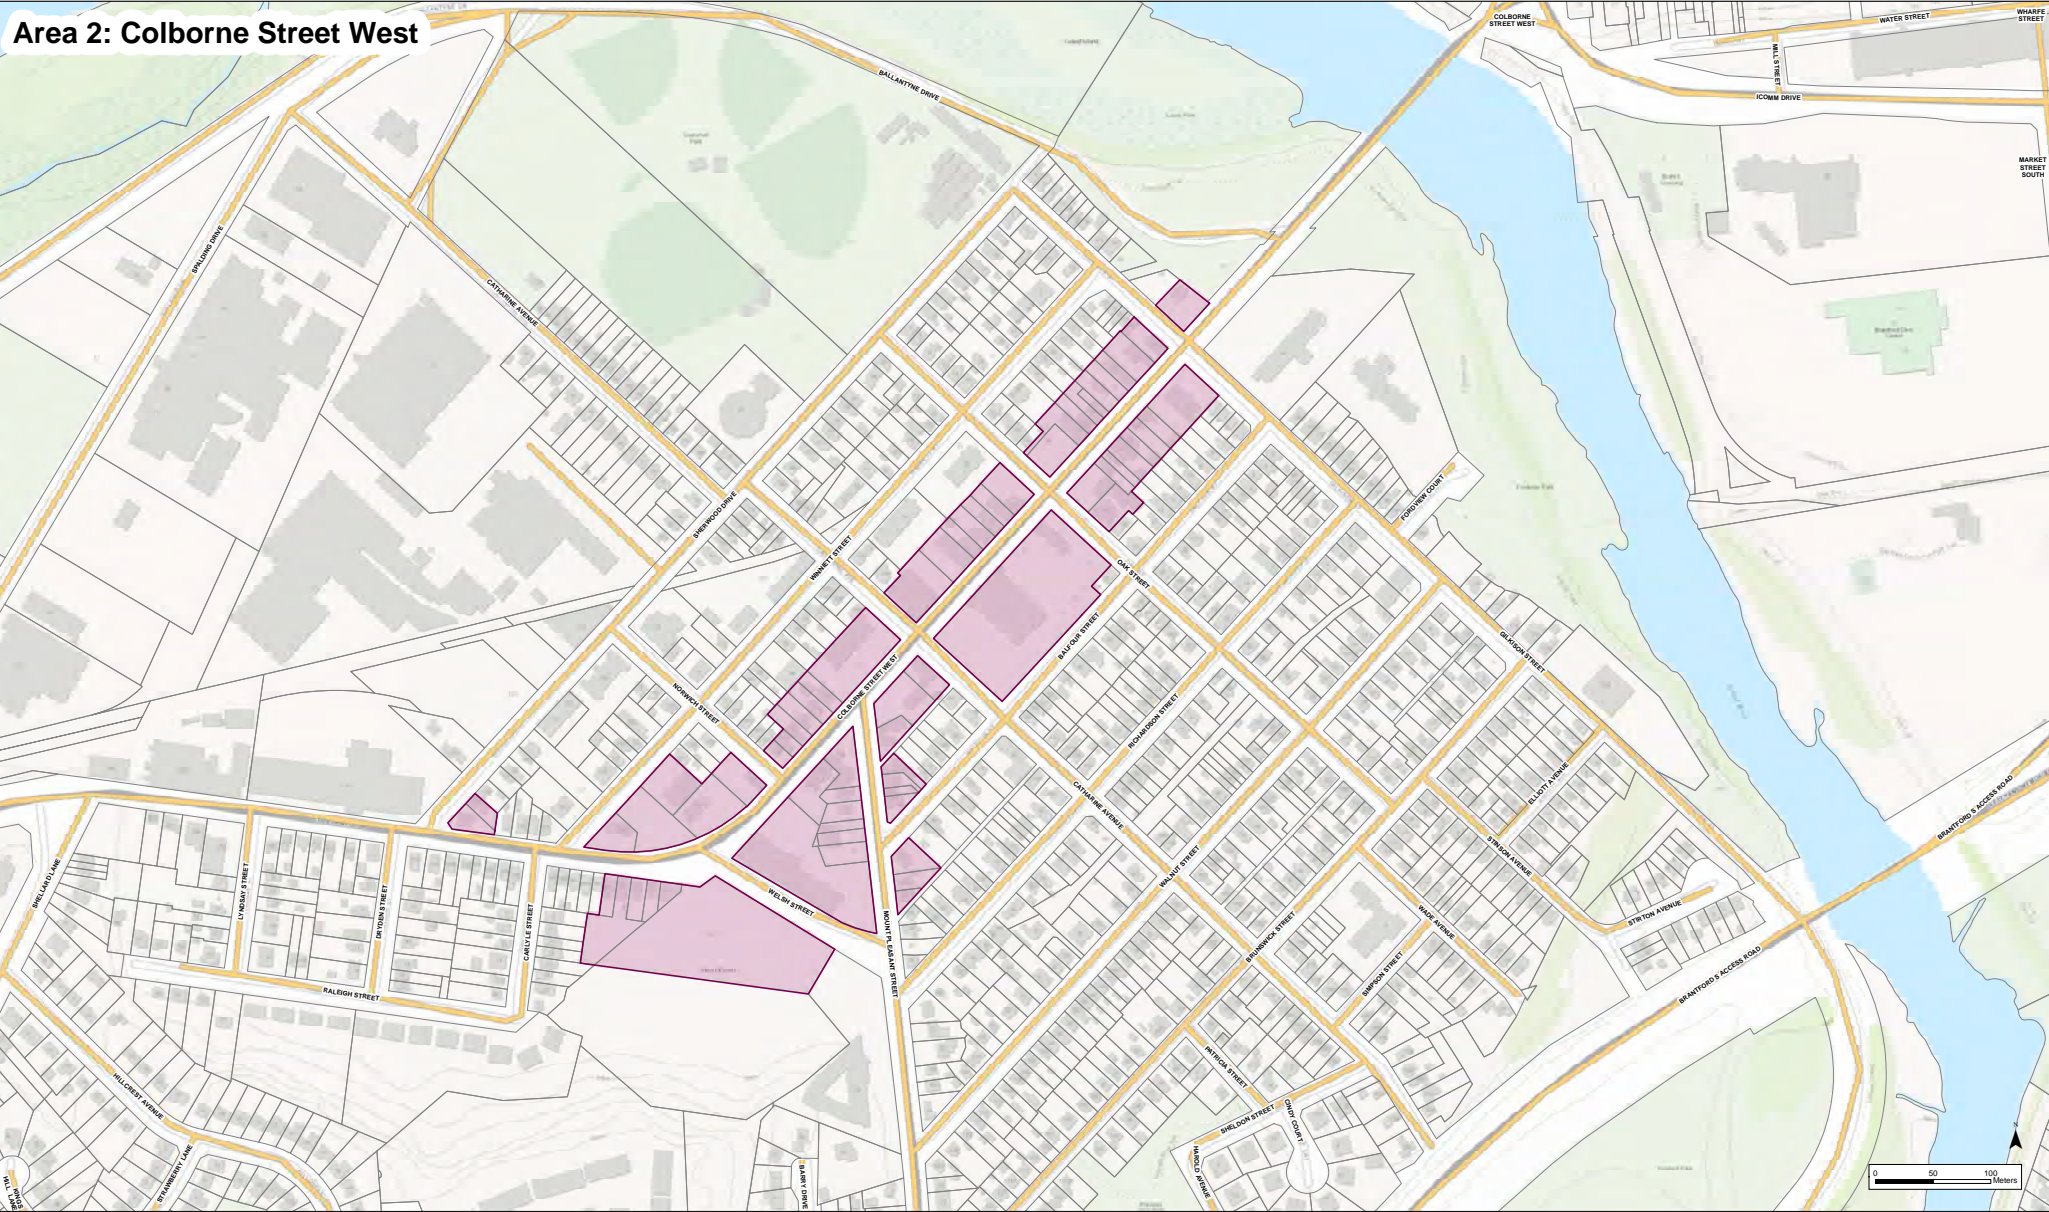 Area 2: Colborne Street West
COLBORNE
STREET WEST
WATER STREET
WHARFE
STREET
MILL STREET
ICOMM DRIVE
BALLANTYNE DRIVE
MARKET
STREET
SOUTH
SPALDING DRIVE
CATHARINE AVENUE
FORDVIEW COURT
SHERWOOD DRIVE
WINNIETT STREET
OAK STREET
BALFOUR STREET
GILKISON STREET
COLBORNE STREET WEST
NORWICH STREET
RICHARDSON STREET
CATHARINE AVENUE
ELLIOTT AVENUE
BRANTFORD S ACCESS ROAD
STINSON AVENUE
WALNUT STREET
SHELLARD LANE
LYNDSAY STREET
DRYDEN STREET
CARLYLE STREET
WELSH STREET
MOUNT PLEASANT STREET
WADE AVENUE
STIRTON AVENUE
BRUNSWICK STREET
SIMPSON STREET
BRANTFORD S ACCESS ROAD
RALEIGH STREET
PATRICIA STREET
HILLCREST AVENUE
SHELDON STREET
CINDY COURT
STRAWBERRY LANE
BARRY DRIVE
HAROLD AVENUE
KINGS
HILL LANE
N
0 50 100
Meters